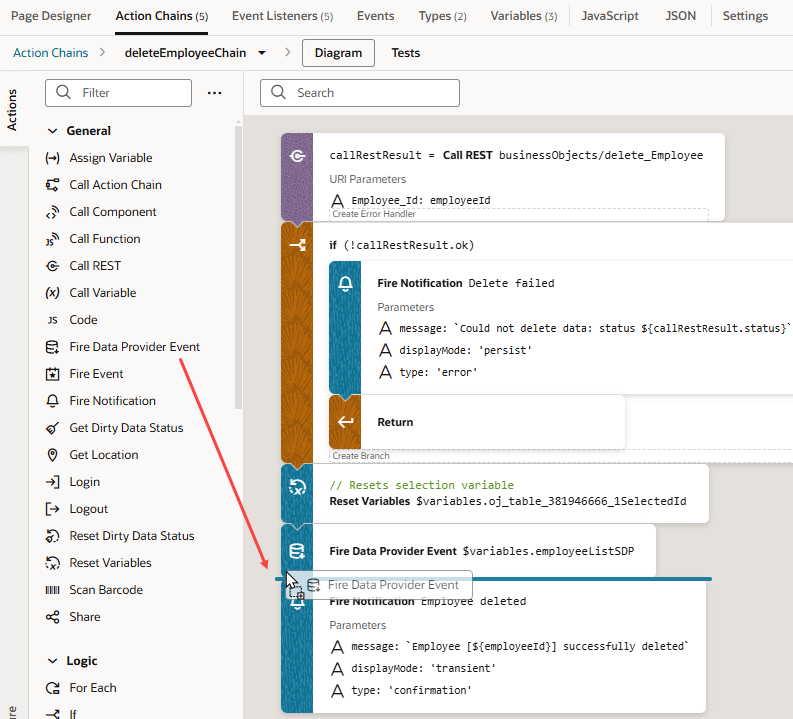 Page Designer Action Chains (5) Event Listeners (5) Events Types (2) Variables (3) JavaScript JSON Settings
Action Chains deleteEmployeeChain Diagram Tests
Actions
Filter
Search
General
Assign Variable
Call Action Chain
Call Component
Call Function
Call REST
Call Variable
JS Code
Fire Data Provider Event
Fire Event
Fire Notification
Get Dirty Data Status
Get Location
Login
Logout
Reset Dirty Data Status
Reset Variables
Scan Barcode
Share
Logic
For Each
If
callRestResult = Call REST businessObjects/delete_Employee
URI Parameters
A Employee_Id: employeeId
Create Error Handler
if (!callRestResult.ok)
Fire Notification Delete failed
Parameters
A message: `Could not delete data: status ${callRestResult.status}`
A displayMode: 'persist'
A type: 'error'
Return
Create Branch
// Resets selection variable
Reset Variables $variables.oj_table_381946666_1SelectedId
Fire Data Provider Event $variables.employeeListSDP
Fire Data Provider Event
Fire Notification Employee deleted
Parameters
A message: `Employee [${employeeId}] successfully deleted`
A displayMode: 'transient'
A type: 'confirmation'